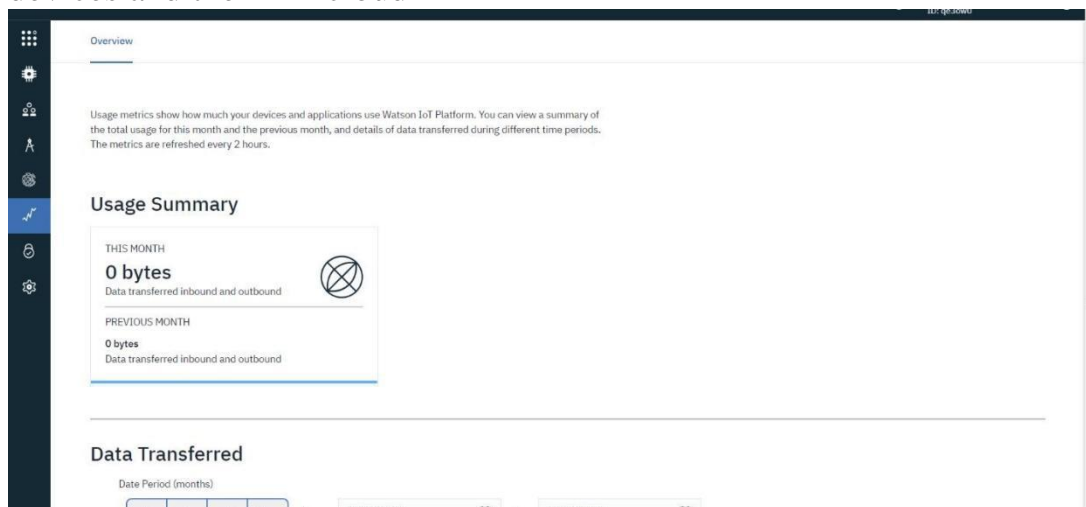 Overview
Usage metrics show how much your devices and applications use Watson IoT Platform. You can view a summary of
the total usage for this month and the previous month, and details of data transferred during different time periods.
The metrics are refreshed every 2 hours.
Usage Summary
THIS MONTH
0 bytes
Data transferred inbound and outbound
PREVIOUS MONTH
0 bytes
Data transferred inbound and outbound
Data Transferred
Date Period (months)